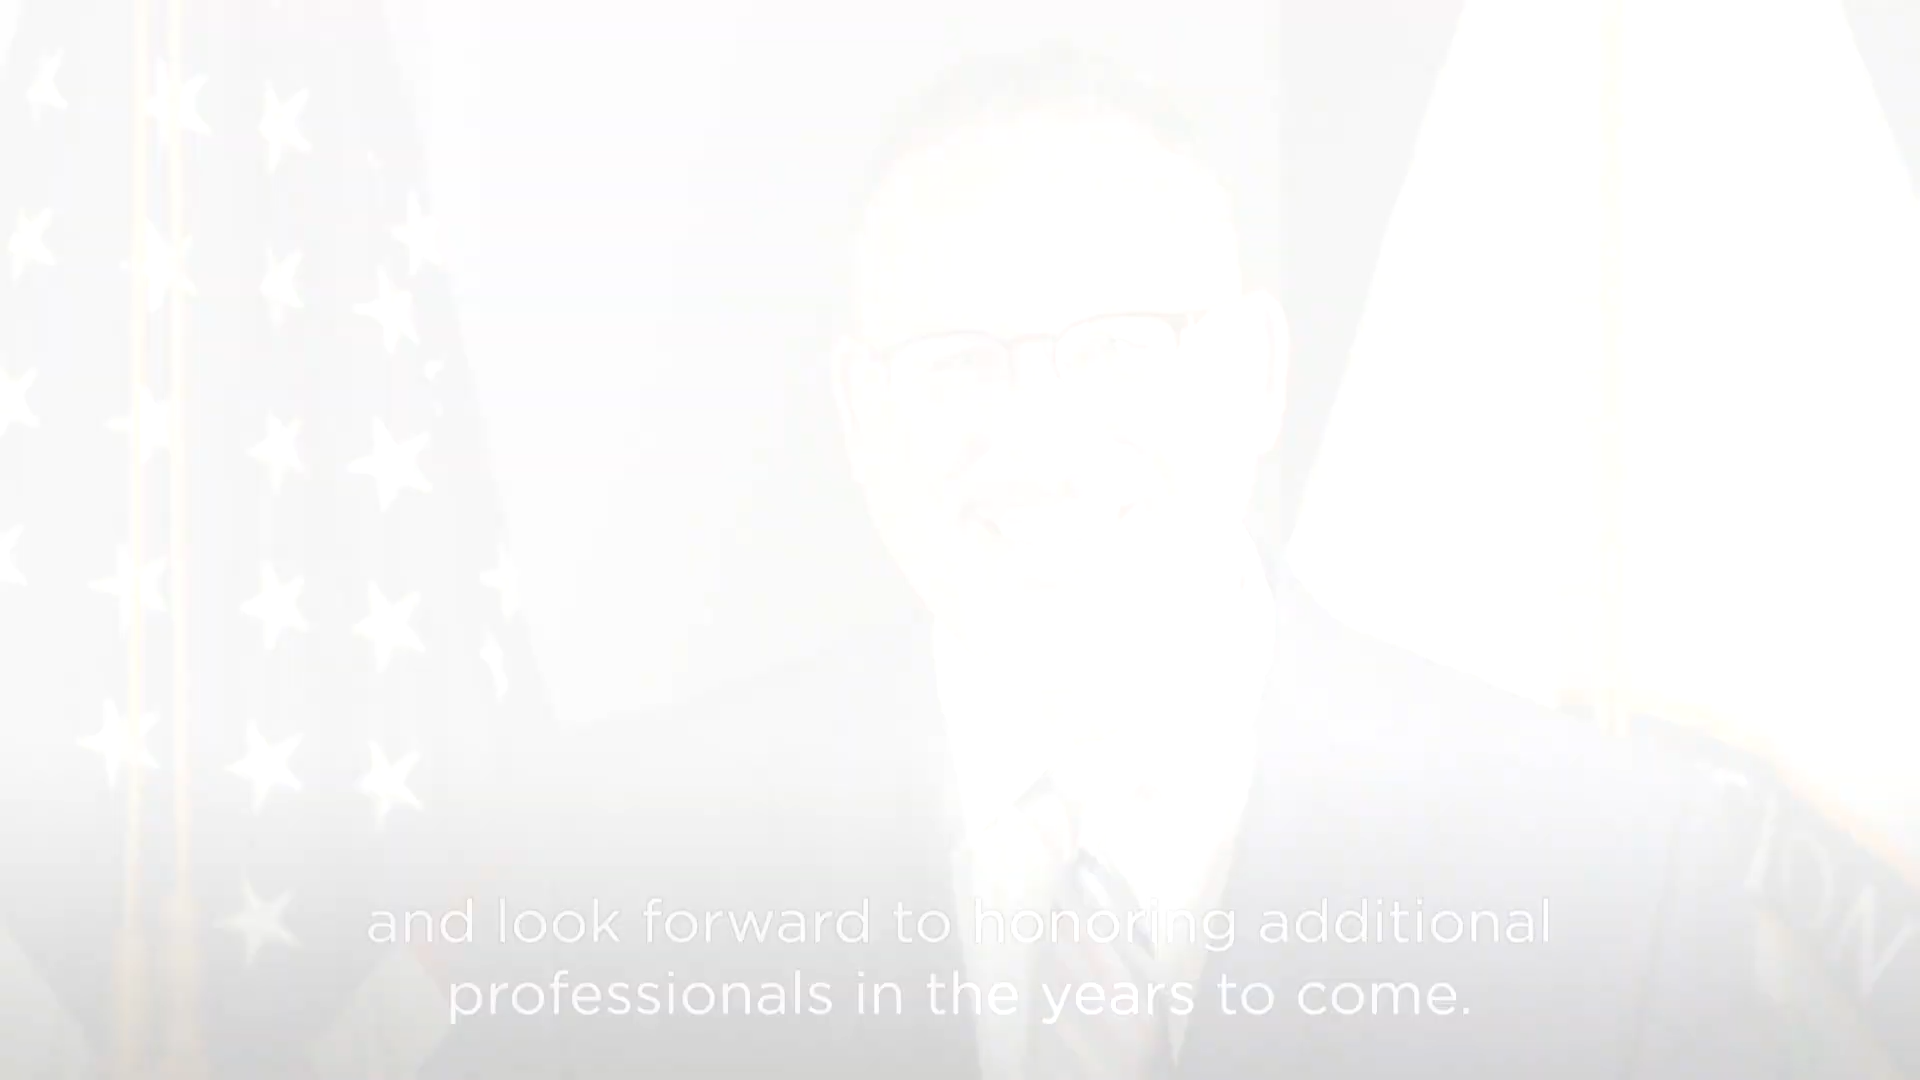 and look forward to honoring additional
professionals in the years to come.